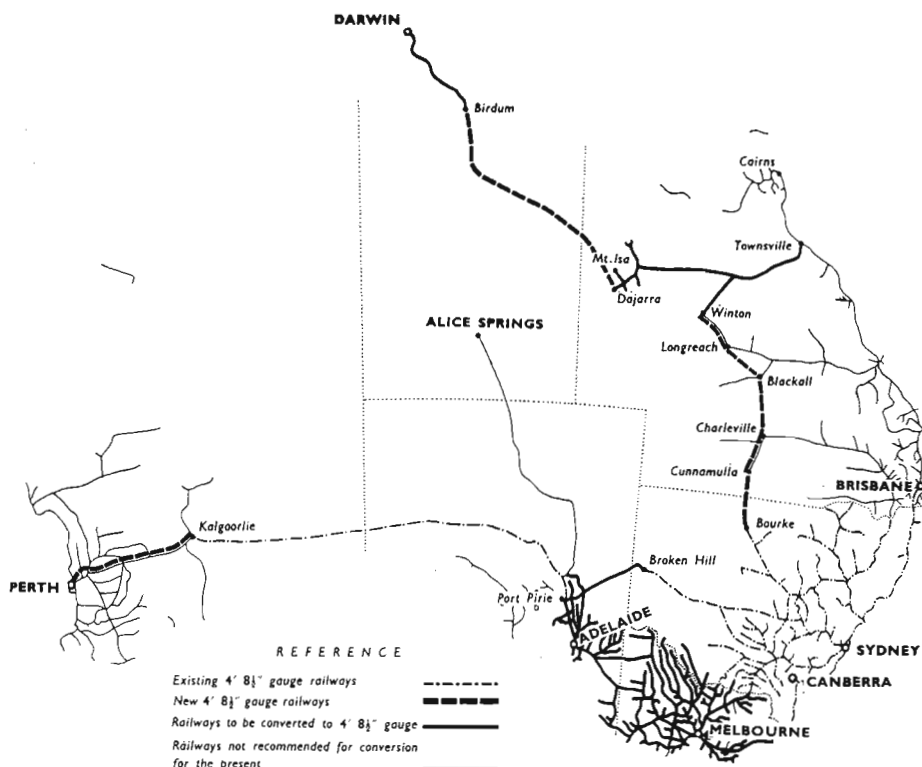 DARWIN
Birdum
Cairns
Townsville
Mt. Isa
Dajarra
Winton
ALICE SPRINGS
Longreach
Blackall
Charleville
Cunnamulla
BRISBANE
Bourke
Kalgoorlie
Broken Hill
PERTH
Port Pirie
ADELAIDE
SYDNEY
CANBERRA
MELBOURNE
REFERENCE
Existing 4' 8½" gauge railways
New 4' 8½" gauge railways
Railways to be converted to 4' 8½" gauge
Railways not recommended for conversion
for the present